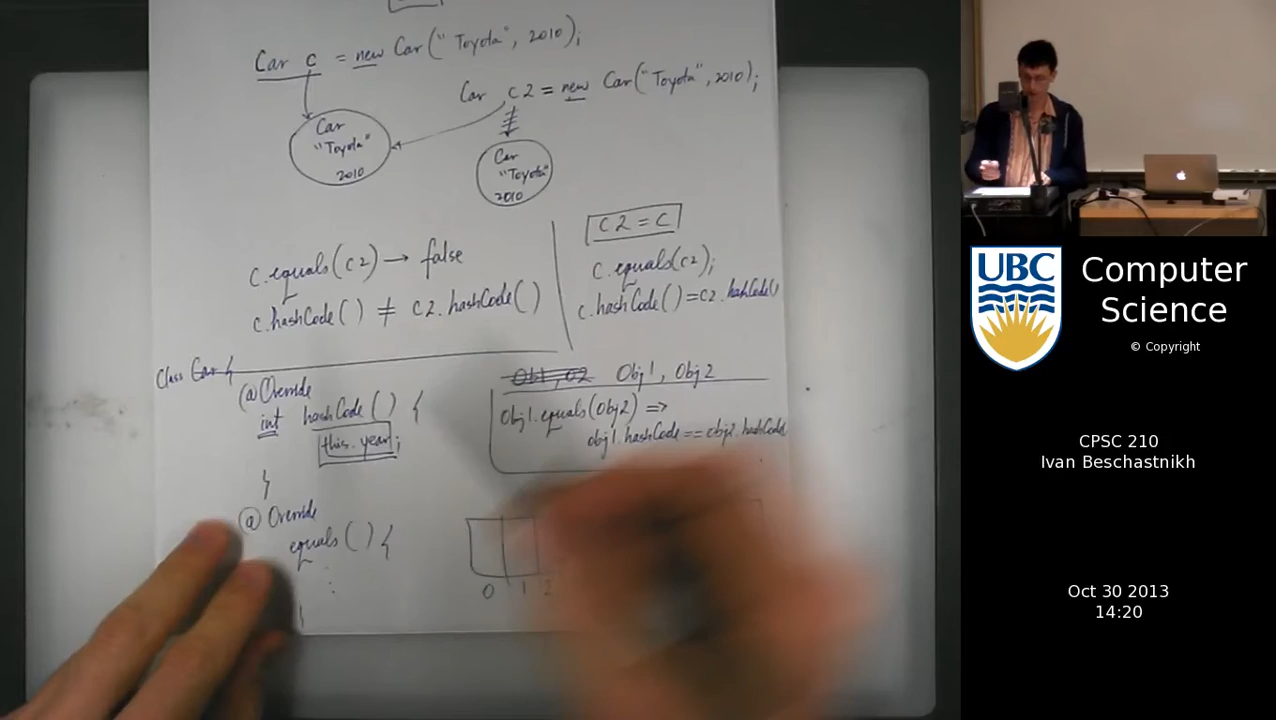 Car c = new Car("Toyota", 2010);
Car c2 = new Car("Toyota", 2010);
Car
"Toyota"
2010
Car
"Toyota"
2010
c.equals(c2) → false
c.hashCode() ≠ c2.hashCode()
c2 = c
c.equals(c2);
c.hashCode()=c2.hashCode()
Class Car {
@Override
int hashCode() {
this.year;
}
@Override
equals() {
⋮
}
Obj1, Obj2
Obj1.equals(Obj2) =>
obj1.hashCode == obj2.hashCode
0 1 2
UBC
Computer
Science
© Copyright
CPSC 210
Ivan Beschastnikh
Oct 30 2013
14:20